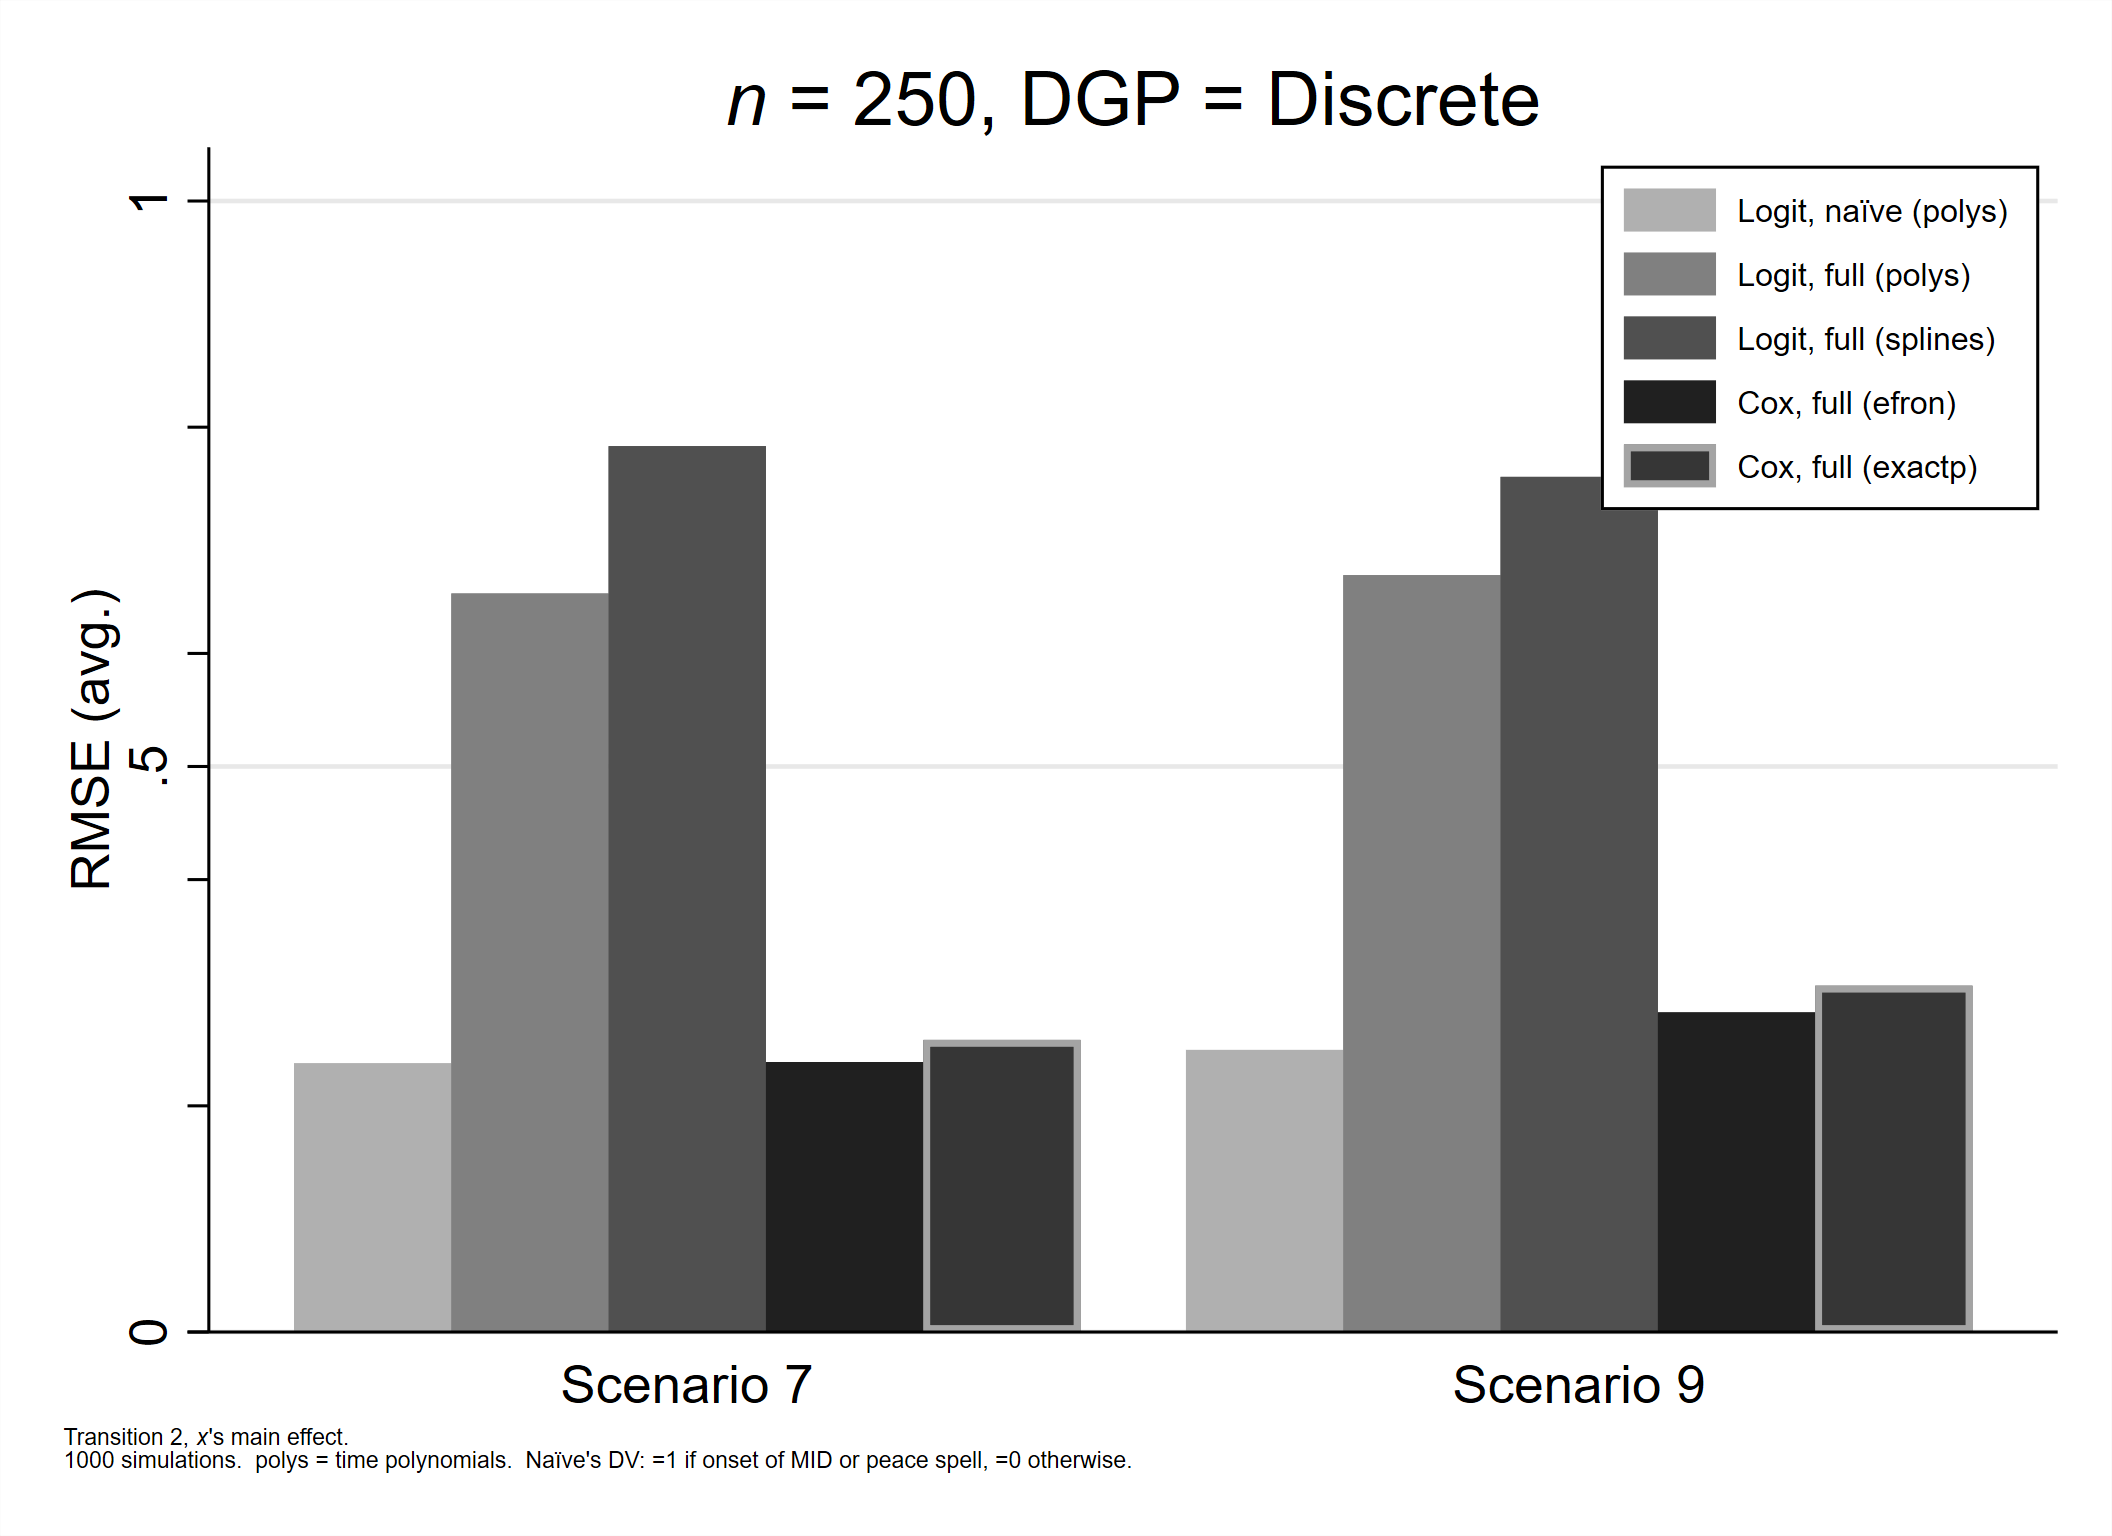 n = 250, DGP = Discrete
Logit, naïve (polys)
Logit, full (polys)
Logit, full (splines)
Cox, full (efron)
Cox, full (exactp)
RMSE (avg.)
1
.5
0
Scenario 7
Scenario 9
Transition 2, x's main effect.
1000 simulations.  polys = time polynomials.  Naïve's DV: =1 if onset of MID or peace spell, =0 otherwise.